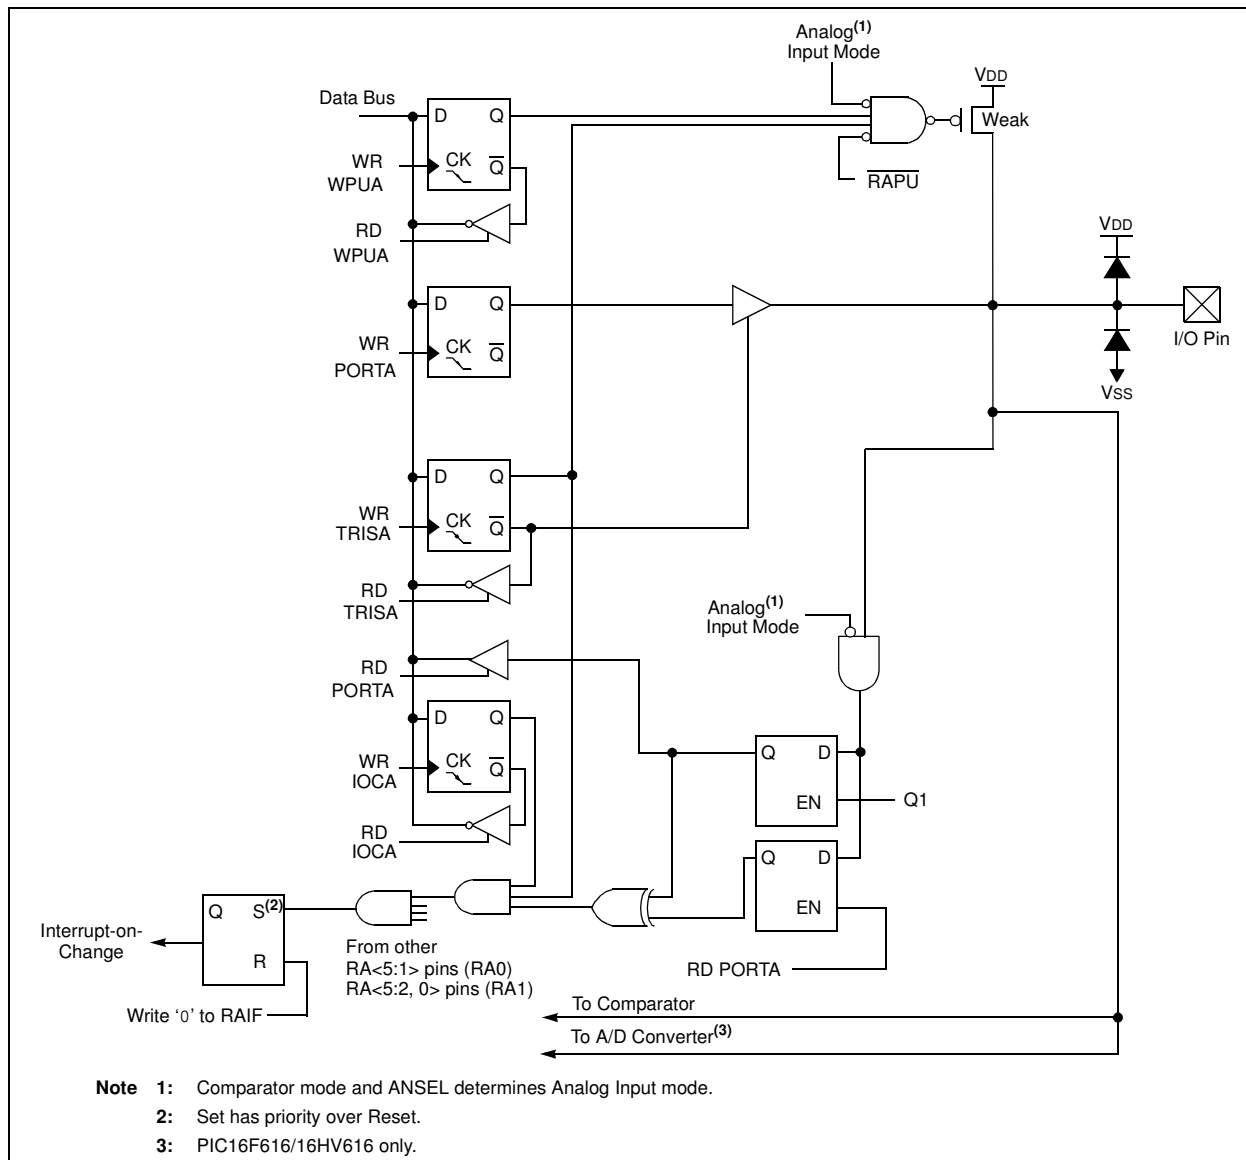 Analog(1)
Input Mode
VDD
Data Bus
D Q
Weak
WR
WPUA
CK Q
RAPU
RD
WPUA
VDD
D Q
WR
PORTA
CK Q
I/O Pin
VSS
D Q
WR
TRISA
CK Q
RD
TRISA
Analog(1)
Input Mode
RD
PORTA
D Q
WR
IOCA
CK Q
Q D
EN
Q1
RD
IOCA
Q D
EN
Q S(2)
R
Interrupt-on-
Change
From other
RA<5:1> pins (RA0)
RA<5:2, 0> pins (RA1)
RD PORTA
Write ‘0’ to RAIF
To Comparator
To A/D Converter(3)
Note 1: Comparator mode and ANSEL determines Analog Input mode.
2: Set has priority over Reset.
3: PIC16F616/16HV616 only.